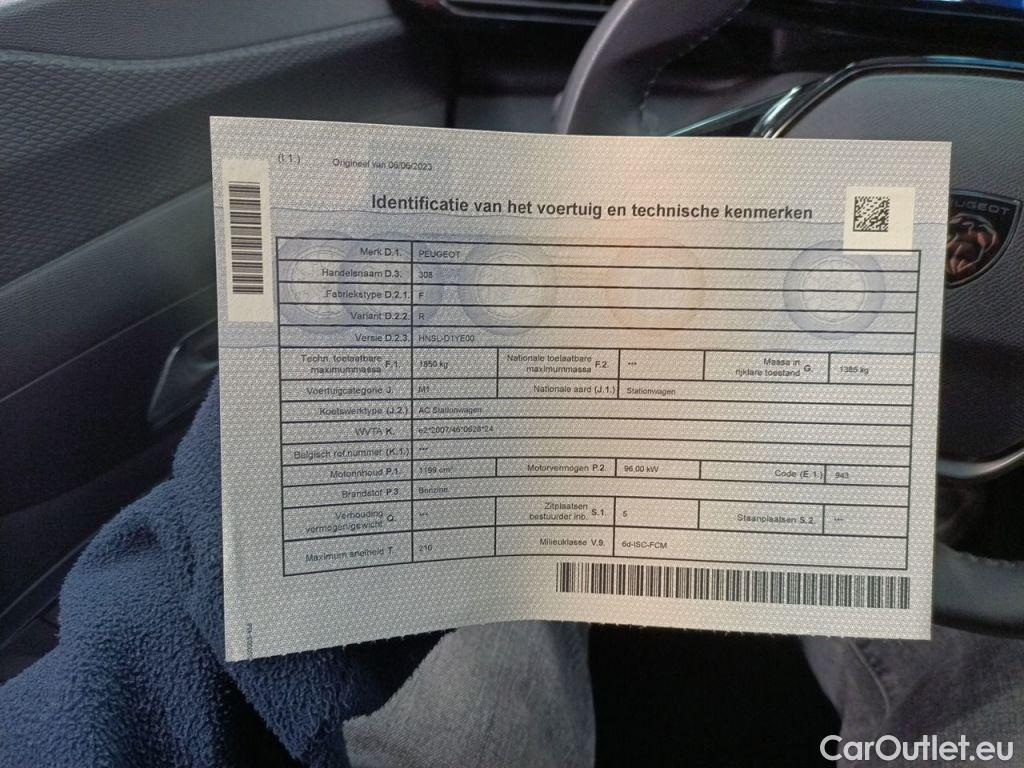 (I.1.) Origineel van 06/06/2023
Identificatie van het voertuig en technische kenmerken
Merk D.1. PEUGEOT
Handelsnaam D.3. 308
Fabriekstype D.2.1. F
Variant D.2.2. R
Versie D.2.3. HNSL-D1YE00
Techn. toelaatbare maximummassa F.1. 1850 kg Nationale toelaatbare maximummassa F.2. --- Massa in rijklare toestand G. 1385 kg
Voertuigcategorie J. M1 Nationale aard (J.1.) Stationwagen
Koetswerktype (J.2.) AC Stationwagen
WVTA K. e2*2007/46*0628*24
Belgisch ref.nummer (K.1.) ---
Motorinhoud P.1. 1199 cm³ Motorvermogen P.2. 96,00 kW Code (E.1.) 943
Brandstof P.3. Benzine
Verhouding vermogen/gewicht Q. --- Zitplaatsen bestuurder inb. S.1. 5 Staanplaatsen S.2. ---
Maximum snelheid T. 210 Milieuklasse V.9. 6d-ISC-FCM
PEUGEOT
CarOutlet.eu